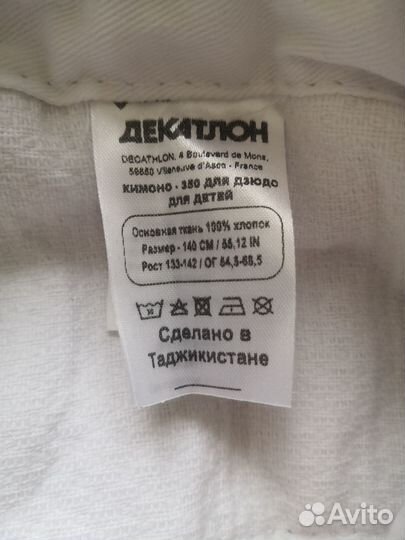 ДЕКАТЛОН
DECATHLON, 4 Boulevard de Mons,
59650 Villeneuve d'Ascq - France
КИМОНО - 350 ДЛЯ ДЗЮДО
ДЛЯ ДЕТЕЙ
Основная ткань 100% хлопок
Размер - 140 CM / 55,12 IN
Рост 133-142 / ОГ 64,5-68,5
Сделано в
Таджикистане
Avito